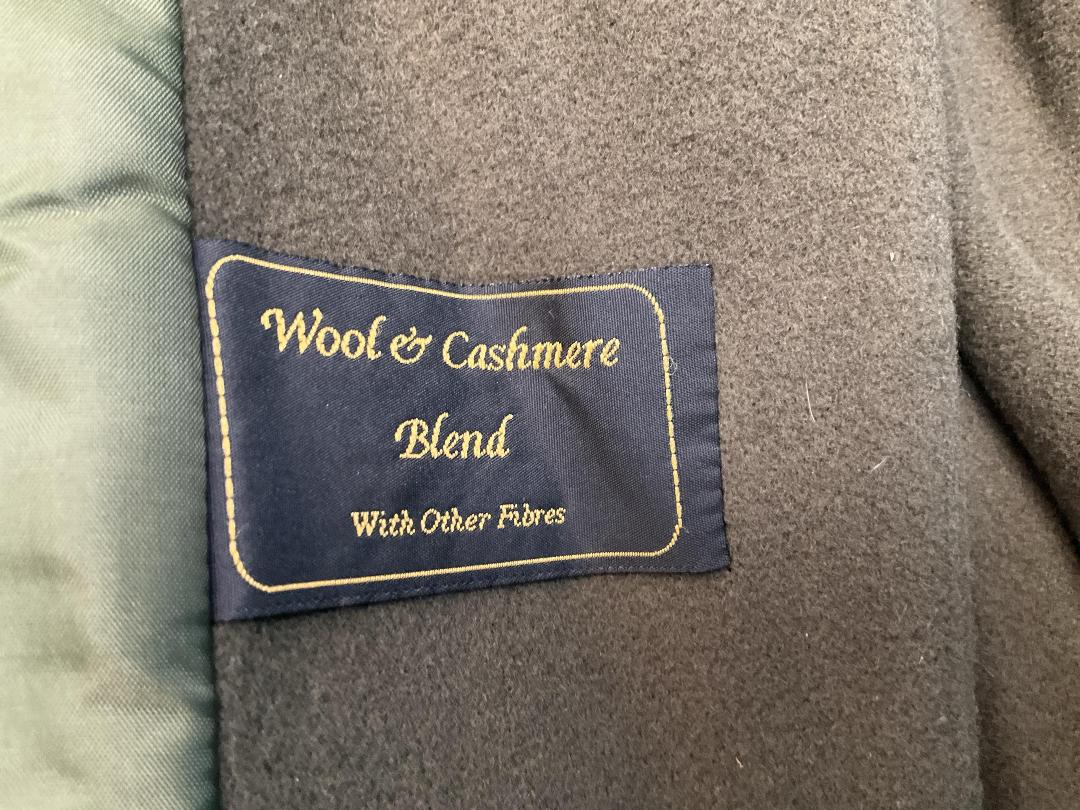 Wool & Cashmere
Blend
With Other Fibres